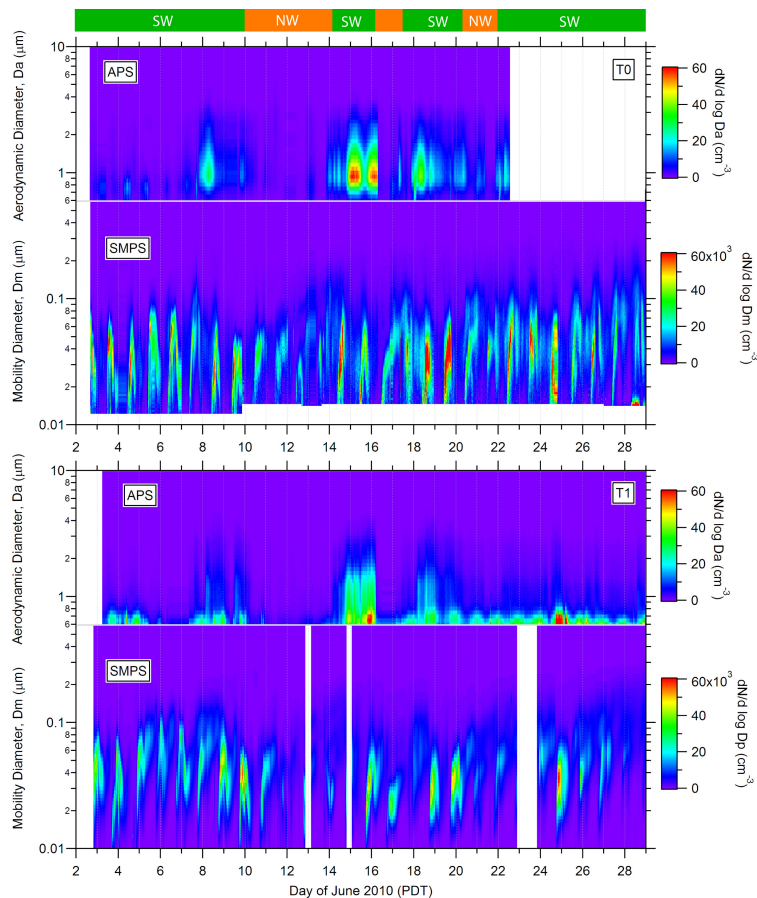 SW NW SW SW NW SW
10
8
6
4
2
1
8
6
Aerodynamic Diameter, Da (μm)
APS
T0
60
40
20
0
dN/d log Da (cm⁻³)
4
2
0.1
8
6
4
2
0.01
Mobility Diameter, Dm (μm)
SMPS
60x10³
40
20
0
dN/d log Dm (cm⁻³)
2 4 6 8 10 12 14 16 18 20 22 24 26 28
10
8
6
4
2
1
8
6
Aerodynamic Diameter, Da (μm)
APS
T1
60
40
20
0
dN/d log Da (cm⁻³)
4
2
0.1
8
6
4
2
0.01
Mobility Diameter, Dm (μm)
SMPS
60x10³
40
20
0
dN/d log Dp (cm⁻³)
2 4 6 8 10 12 14 16 18 20 22 24 26 28
Day of June 2010 (PDT)